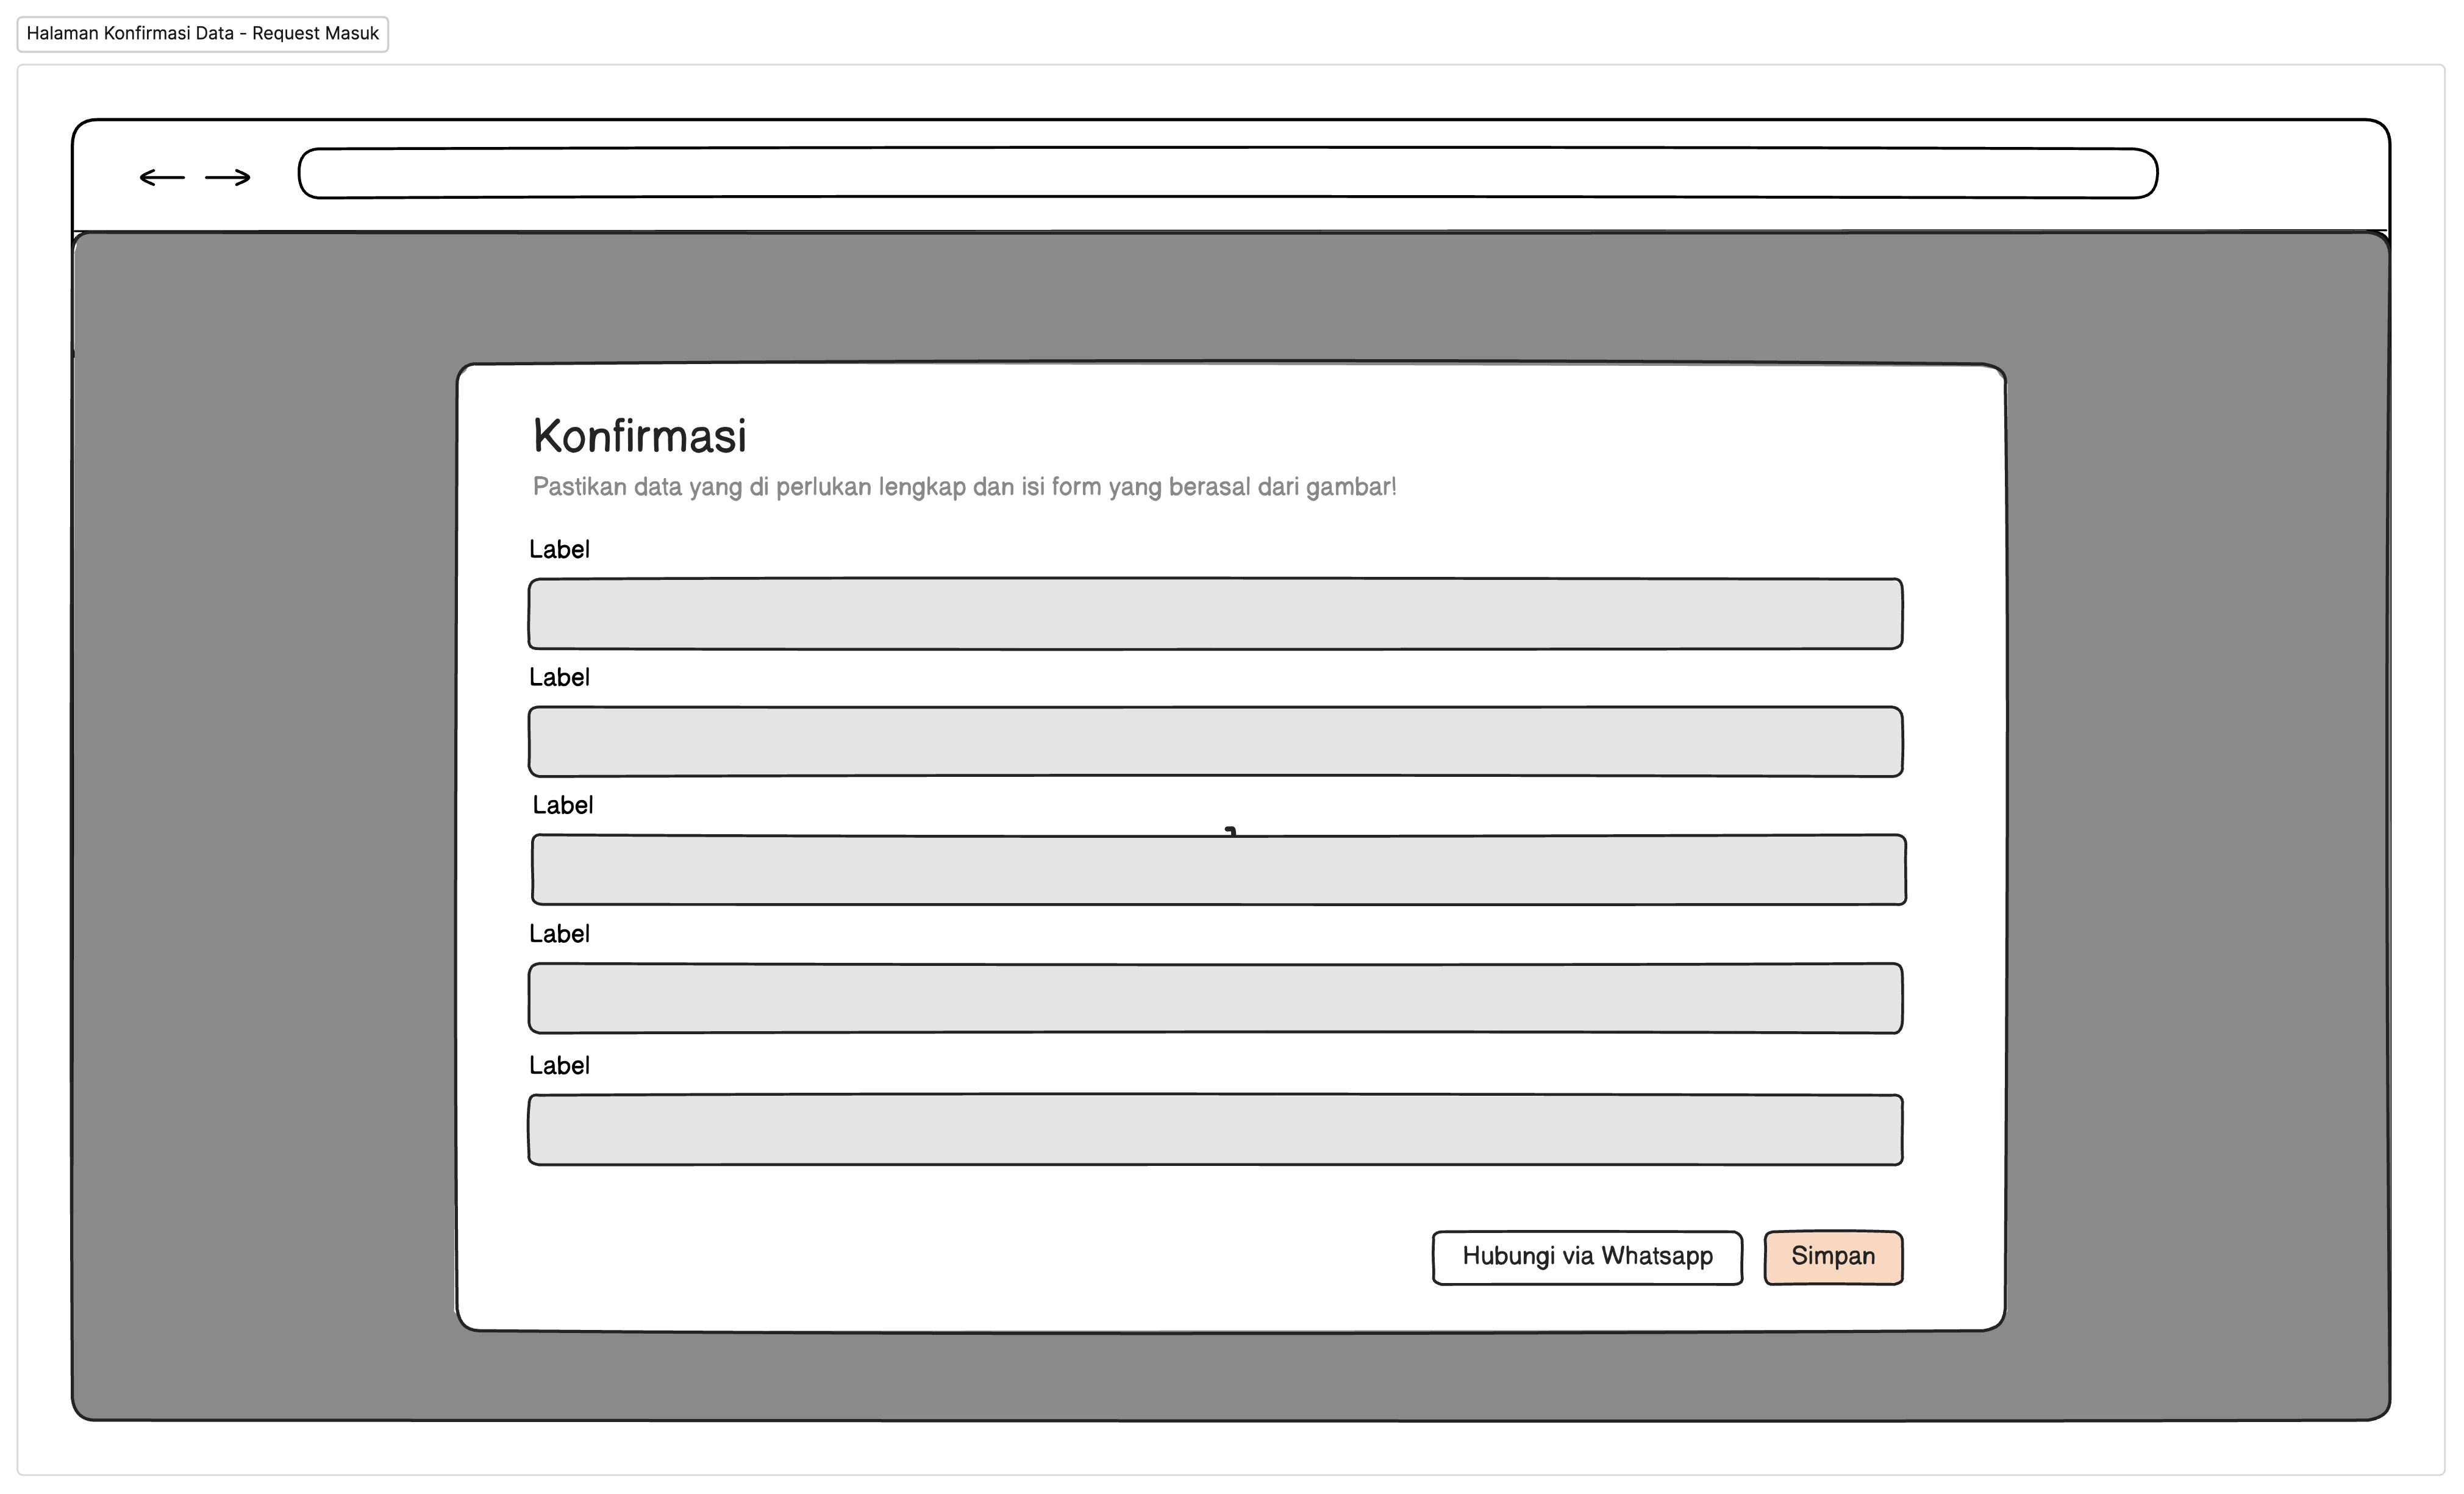 Halaman Konfirmasi Data - Request Masuk
Konfirmasi
Pastikan data yang di perlukan lengkap dan isi form yang berasal dari gambar!
Label
Label
Label
Label
Label
Hubungi via Whatsapp
Simpan